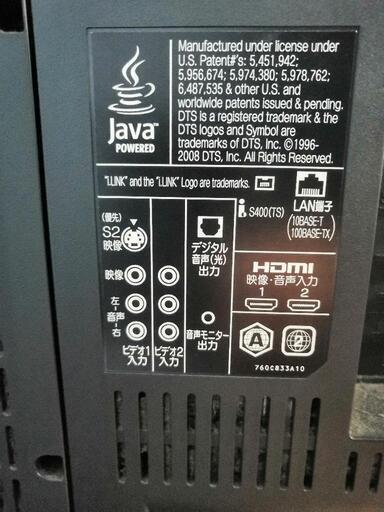 Java
POWERED
Manufactured under license under
U.S. Patent#'s: 5,451,942;
5,956,674; 5,974,380; 5,978,762;
6,487,535 & other U.S. and
worldwide patents issued & pending.
DTS is a registered trademark & the
DTS logos and Symbol are
trademarks of DTS, Inc. ©1996-
2008 DTS, Inc. All Rights Reserved.
"i.LINK" and the "i.LINK" Logo are trademarks.
S400(TS)
LAN端子
(10BASE-T
100BASE-TX)
(優先)
S2
映像
デジタル
音声(光)
出力
HDMI
映像・音声入力
1 2
映像
左-
音声
-右
ビデオ1
入力
ビデオ2
入力
音声モニター
出力
A
2
760C833A10